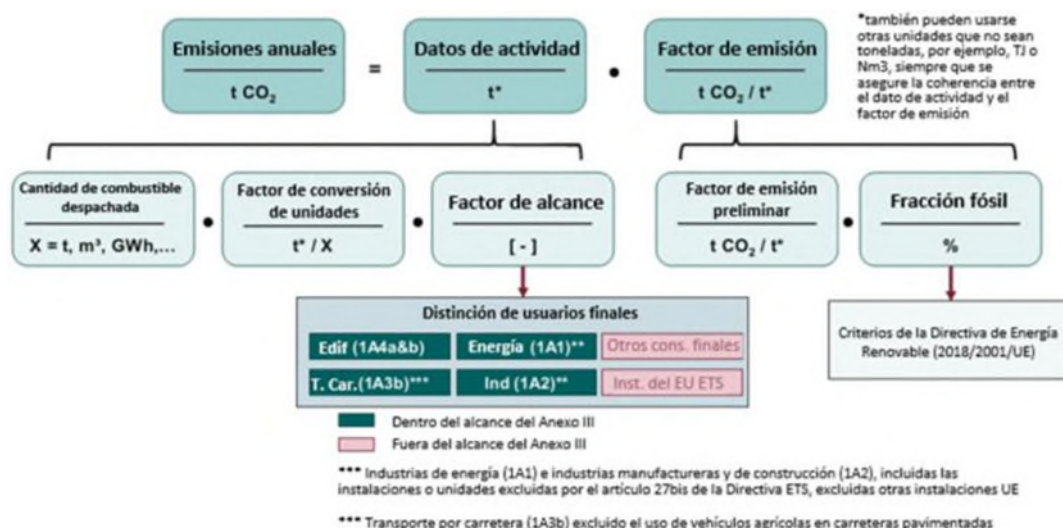 Emisiones anuales
t CO₂
=
Datos de actividad
t*
•
Factor de emisión
t CO₂ / t*
*también pueden usarse
otras unidades que no sean
toneladas, por ejemplo, TJ o
Nm3, siempre que se
asegure la coherencia entre
el dato de actividad y el
factor de emisión
Cantidad de combustible
despachada
X = t, m³, GWh,...
•
Factor de conversión
de unidades
t* / X
•
Factor de alcance
[ - ]
Factor de emisión
preliminar
t CO₂ / t*
•
Fracción fósil
%
Distinción de usuarios finales
Edif (1A4a&b)
Energía (1A1)**
Otros cons. finales
T. Car.(1A3b)***
Ind (1A2)**
Inst. del EU ETS
Criterios de la Directiva de Energía
Renovable (2018/2001/UE)
Dentro del alcance del Anexo III
Fuera del alcance del Anexo III
*** Industrias de energía (1A1) e industrias manufactureras y de construcción (1A2), incluidas las
instalaciones o unidades excluidas por el artículo 27bis de la Directiva ETS, excluidas otras instalaciones UE
*** Transporte por carretera (1A3b) excluido el uso de vehículos agrícolas en carreteras pavimentadas